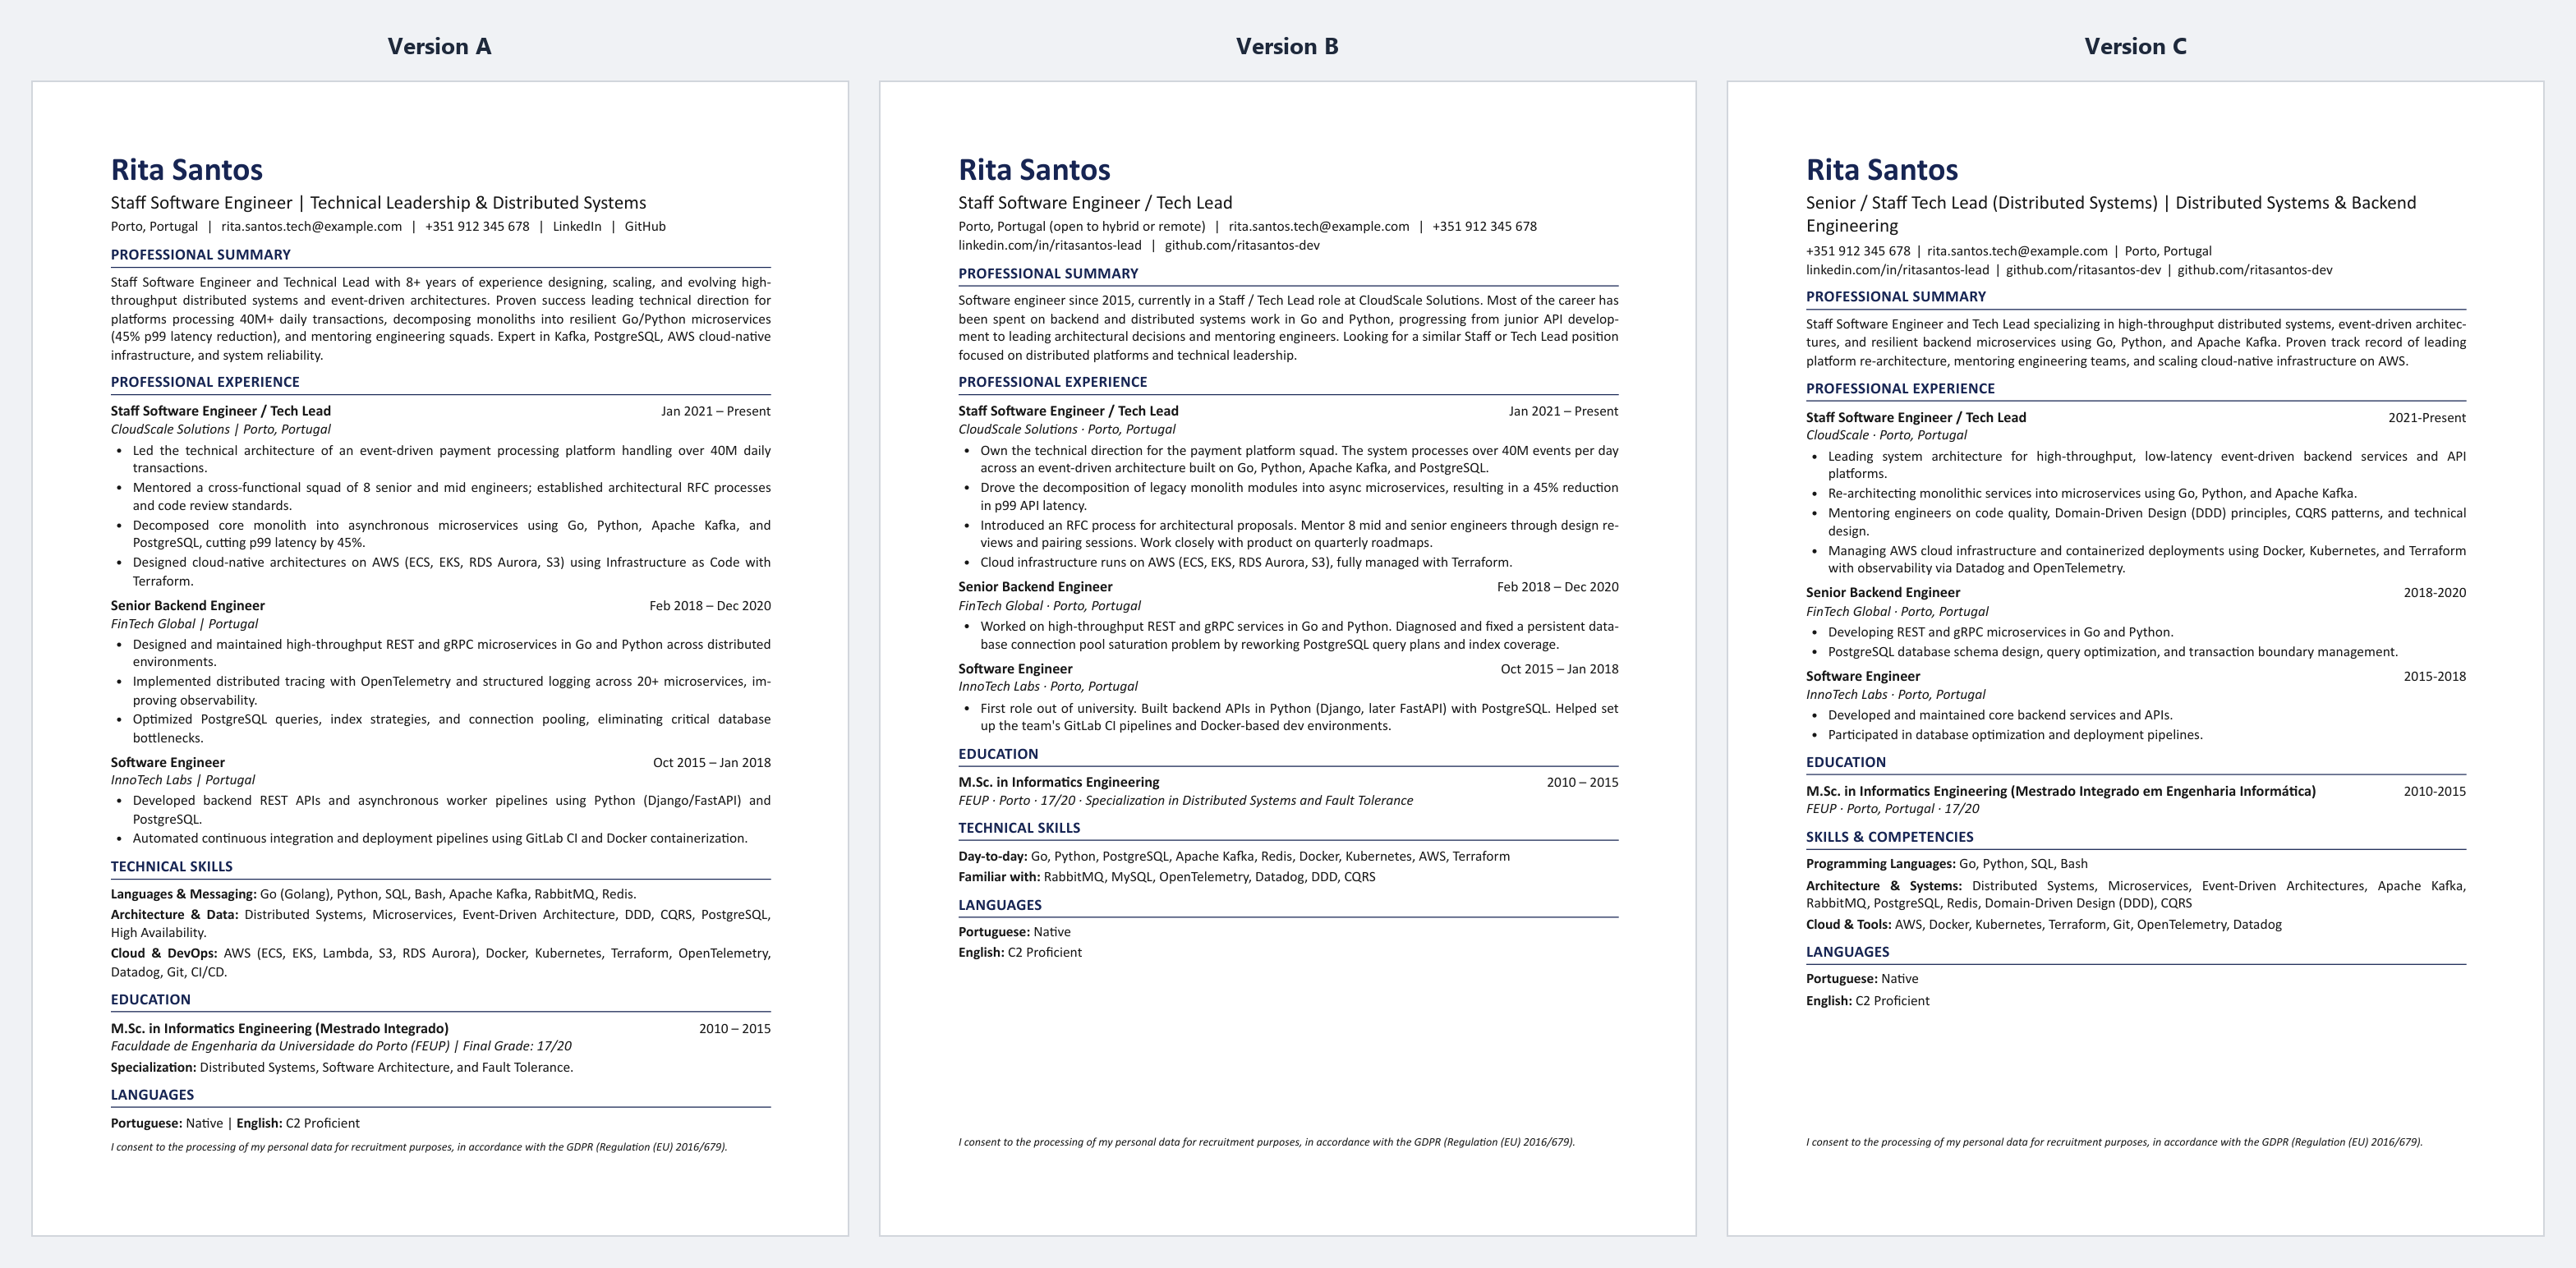 Version A
Rita Santos
Staff Software Engineer | Technical Leadership & Distributed Systems
Porto, Portugal | rita.santos.tech@example.com | +351 912 345 678 | LinkedIn | GitHub
PROFESSIONAL SUMMARY
Staff Software Engineer and Technical Lead with 8+ years of experience designing, scaling, and evolving high-
throughput distributed systems and event-driven architectures. Proven success leading technical direction for
platforms processing 40M+ daily transactions, decomposing monoliths into resilient Go/Python microservices
(45% p99 latency reduction), and mentoring engineering squads. Expert in Kafka, PostgreSQL, AWS cloud-native
infrastructure, and system reliability.
PROFESSIONAL EXPERIENCE
Staff Software Engineer / Tech Lead Jan 2021 – Present
CloudScale Solutions | Porto, Portugal
• Led the technical architecture of an event-driven payment processing platform handling over 40M daily
transactions.
• Mentored a cross-functional squad of 8 senior and mid engineers; established architectural RFC processes
and code review standards.
• Decomposed core monolith into asynchronous microservices using Go, Python, Apache Kafka, and
PostgreSQL, cutting p99 latency by 45%.
• Designed cloud-native architectures on AWS (ECS, EKS, RDS Aurora, S3) using Infrastructure as Code with
Terraform.
Senior Backend Engineer Feb 2018 – Dec 2020
FinTech Global | Portugal
• Designed and maintained high-throughput REST and gRPC microservices in Go and Python across distributed
environments.
• Implemented distributed tracing with OpenTelemetry and structured logging across 20+ microservices, im-
proving observability.
• Optimized PostgreSQL queries, index strategies, and connection pooling, eliminating critical database
bottlenecks.
Software Engineer Oct 2015 – Jan 2018
InnoTech Labs | Portugal
• Developed backend REST APIs and asynchronous worker pipelines using Python (Django/FastAPI) and
PostgreSQL.
• Automated continuous integration and deployment pipelines using GitLab CI and Docker containerization.
TECHNICAL SKILLS
Languages & Messaging: Go (Golang), Python, SQL, Bash, Apache Kafka, RabbitMQ, Redis.
Architecture & Data: Distributed Systems, Microservices, Event-Driven Architecture, DDD, CQRS, PostgreSQL,
High Availability.
Cloud & DevOps: AWS (ECS, EKS, Lambda, S3, RDS Aurora), Docker, Kubernetes, Terraform, OpenTelemetry,
Datadog, Git, CI/CD.
EDUCATION
M.Sc. in Informatics Engineering (Mestrado Integrado) 2010 – 2015
Faculdade de Engenharia da Universidade do Porto (FEUP) | Final Grade: 17/20
Specialization: Distributed Systems, Software Architecture, and Fault Tolerance.
LANGUAGES
Portuguese: Native | English: C2 Proficient
I consent to the processing of my personal data for recruitment purposes, in accordance with the GDPR (Regulation (EU) 2016/679).
Version B
Rita Santos
Staff Software Engineer / Tech Lead
Porto, Portugal (open to hybrid or remote) | rita.santos.tech@example.com | +351 912 345 678
linkedin.com/in/ritasantos-lead | github.com/ritasantos-dev
PROFESSIONAL SUMMARY
Software engineer since 2015, currently in a Staff / Tech Lead role at CloudScale Solutions. Most of the career has
been spent on backend and distributed systems work in Go and Python, progressing from junior API develop-
ment to leading architectural decisions and mentoring engineers. Looking for a similar Staff or Tech Lead position
focused on distributed platforms and technical leadership.
PROFESSIONAL EXPERIENCE
Staff Software Engineer / Tech Lead Jan 2021 – Present
CloudScale Solutions · Porto, Portugal
• Own the technical direction for the payment platform squad. The system processes over 40M events per day
across an event-driven architecture built on Go, Python, Apache Kafka, and PostgreSQL.
• Drove the decomposition of legacy monolith modules into async microservices, resulting in a 45% reduction
in p99 API latency.
• Introduced an RFC process for architectural proposals. Mentor 8 mid and senior engineers through design re-
views and pairing sessions. Work closely with product on quarterly roadmaps.
• Cloud infrastructure runs on AWS (ECS, EKS, RDS Aurora, S3), fully managed with Terraform.
Senior Backend Engineer Feb 2018 – Dec 2020
FinTech Global · Porto, Portugal
• Worked on high-throughput REST and gRPC services in Go and Python. Diagnosed and fixed a persistent data-
base connection pool saturation problem by reworking PostgreSQL query plans and index coverage.
Software Engineer Oct 2015 – Jan 2018
InnoTech Labs · Porto, Portugal
• First role out of university. Built backend APIs in Python (Django, later FastAPI) with PostgreSQL. Helped set
up the team's GitLab CI pipelines and Docker-based dev environments.
EDUCATION
M.Sc. in Informatics Engineering 2010 – 2015
FEUP · Porto · 17/20 · Specialization in Distributed Systems and Fault Tolerance
TECHNICAL SKILLS
Day-to-day: Go, Python, PostgreSQL, Apache Kafka, Redis, Docker, Kubernetes, AWS, Terraform
Familiar with: RabbitMQ, MySQL, OpenTelemetry, Datadog, DDD, CQRS
LANGUAGES
Portuguese: Native
English: C2 Proficient
I consent to the processing of my personal data for recruitment purposes, in accordance with the GDPR (Regulation (EU) 2016/679).
Version C
Rita Santos
Senior / Staff Tech Lead (Distributed Systems) | Distributed Systems & Backend
Engineering
+351 912 345 678 | rita.santos.tech@example.com | Porto, Portugal
linkedin.com/in/ritasantos-lead | github.com/ritasantos-dev | github.com/ritasantos-dev
PROFESSIONAL SUMMARY
Staff Software Engineer and Tech Lead specializing in high-throughput distributed systems, event-driven architec-
tures, and resilient backend microservices using Go, Python, and Apache Kafka. Proven track record of leading
platform re-architecture, mentoring engineering teams, and scaling cloud-native infrastructure on AWS.
PROFESSIONAL EXPERIENCE
Staff Software Engineer / Tech Lead 2021-Present
CloudScale · Porto, Portugal
• Leading system architecture for high-throughput, low-latency event-driven backend services and API
platforms.
• Re-architecting monolithic services into microservices using Go, Python, and Apache Kafka.
• Mentoring engineers on code quality, Domain-Driven Design (DDD) principles, CQRS patterns, and technical
design.
• Managing AWS cloud infrastructure and containerized deployments using Docker, Kubernetes, and Terraform
with observability via Datadog and OpenTelemetry.
Senior Backend Engineer 2018-2020
FinTech Global · Porto, Portugal
• Developing REST and gRPC microservices in Go and Python.
• PostgreSQL database schema design, query optimization, and transaction boundary management.
Software Engineer 2015-2018
InnoTech Labs · Porto, Portugal
• Developed and maintained core backend services and APIs.
• Participated in database optimization and deployment pipelines.
EDUCATION
M.Sc. in Informatics Engineering (Mestrado Integrado em Engenharia Informática) 2010-2015
FEUP · Porto, Portugal · 17/20
SKILLS & COMPETENCIES
Programming Languages: Go, Python, SQL, Bash
Architecture & Systems: Distributed Systems, Microservices, Event-Driven Architectures, Apache Kafka,
RabbitMQ, PostgreSQL, Redis, Domain-Driven Design (DDD), CQRS
Cloud & Tools: AWS, Docker, Kubernetes, Terraform, Git, OpenTelemetry, Datadog
LANGUAGES
Portuguese: Native
English: C2 Proficient
I consent to the processing of my personal data for recruitment purposes, in accordance with the GDPR (Regulation (EU) 2016/679).